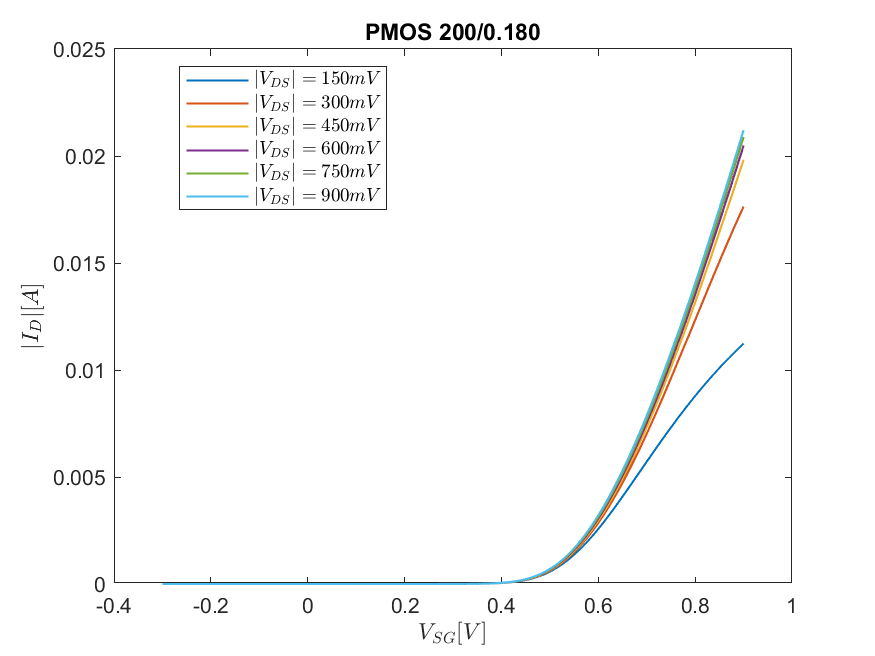 PMOS 200/0.180
0.025
0.02
0.015
0.01
0.005
0
|V_DS| = 150mV
|V_DS| = 300mV
|V_DS| = 450mV
|V_DS| = 600mV
|V_DS| = 750mV
|V_DS| = 900mV
|I_D|[A]
-0.4 -0.2 0 0.2 0.4 0.6 0.8 1
V_SG[V]